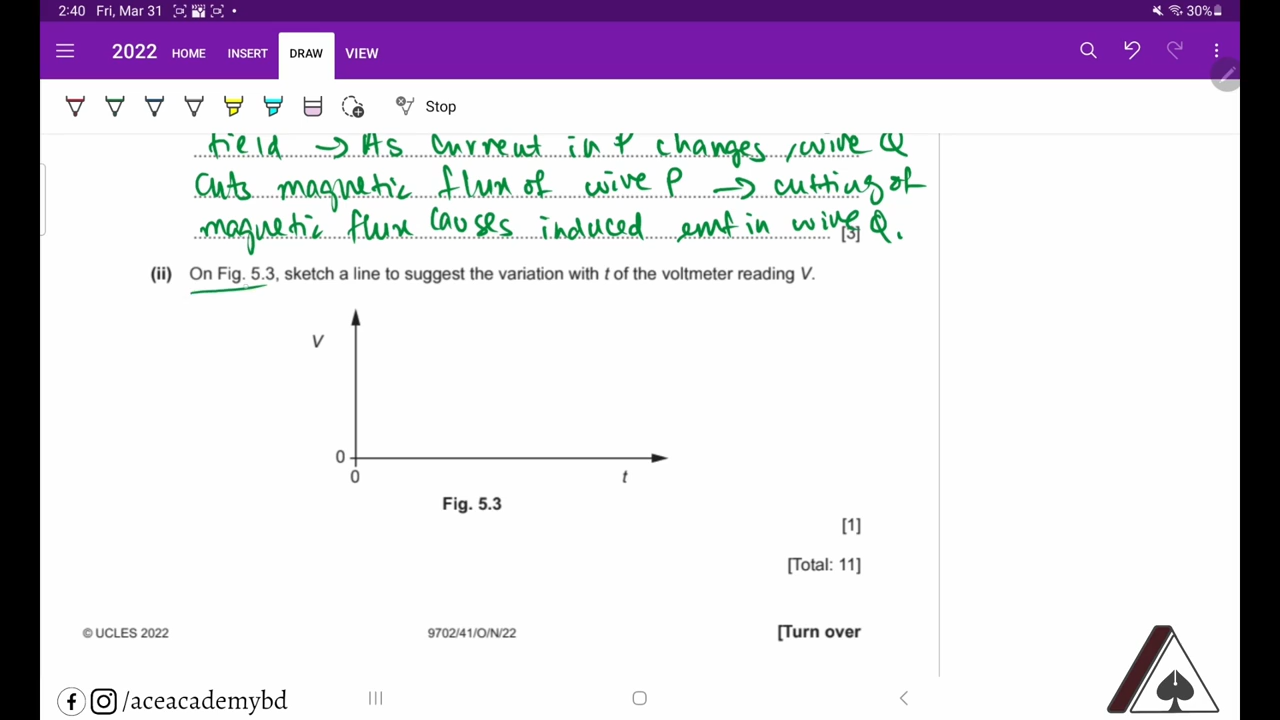 2:40 Fri, Mar 31 30%
2022 HOME INSERT DRAW VIEW
Stop
field → As current in P changes, wire Q
cuts magnetic flux of wire P → cutting of
magnetic flux causes induced emf in wire Q.
[3]
(ii) On Fig. 5.3, sketch a line to suggest the variation with t of the voltmeter reading V.
V
0
0 t
Fig. 5.3
[1]
[Total: 11]
© UCLES 2022 9702/41/O/N/22 [Turn over
/aceacademybd